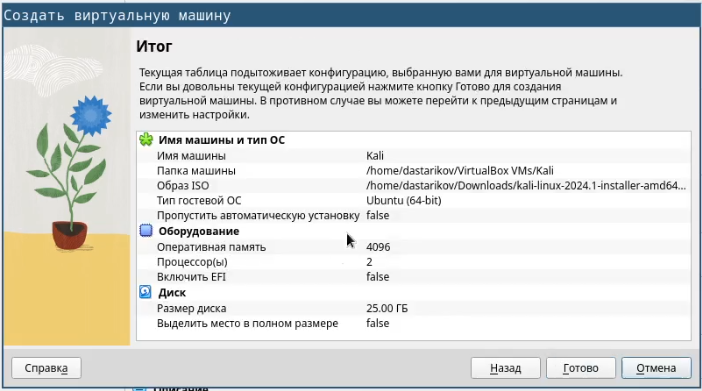 Создать виртуальную машину
Итог
Текущая таблица подытоживает конфигурацию, выбранную вами для виртуальной машины.
Если вы довольны текущей конфигурацией нажмите кнопку Готово для создания
виртуальной машины. В противном случае вы можете перейти к предыдущим страницам и
изменить настройки.
Имя машины и тип ОС
Имя машины Kali
Папка машины /home/dastarikov/VirtualBox VMs/Kali
Образ ISO /home/dastarikov/Downloads/kali-linux-2024.1-installer-amd64...
Тип гостевой ОС Ubuntu (64-bit)
Пропустить автоматическую установку false
Оборудование
Оперативная память 4096
Процессор(ы) 2
Включить EFI false
Диск
Размер диска 25.00 ГБ
Выделить место в полном размере false
Справка Назад Готово Отмена
Описание